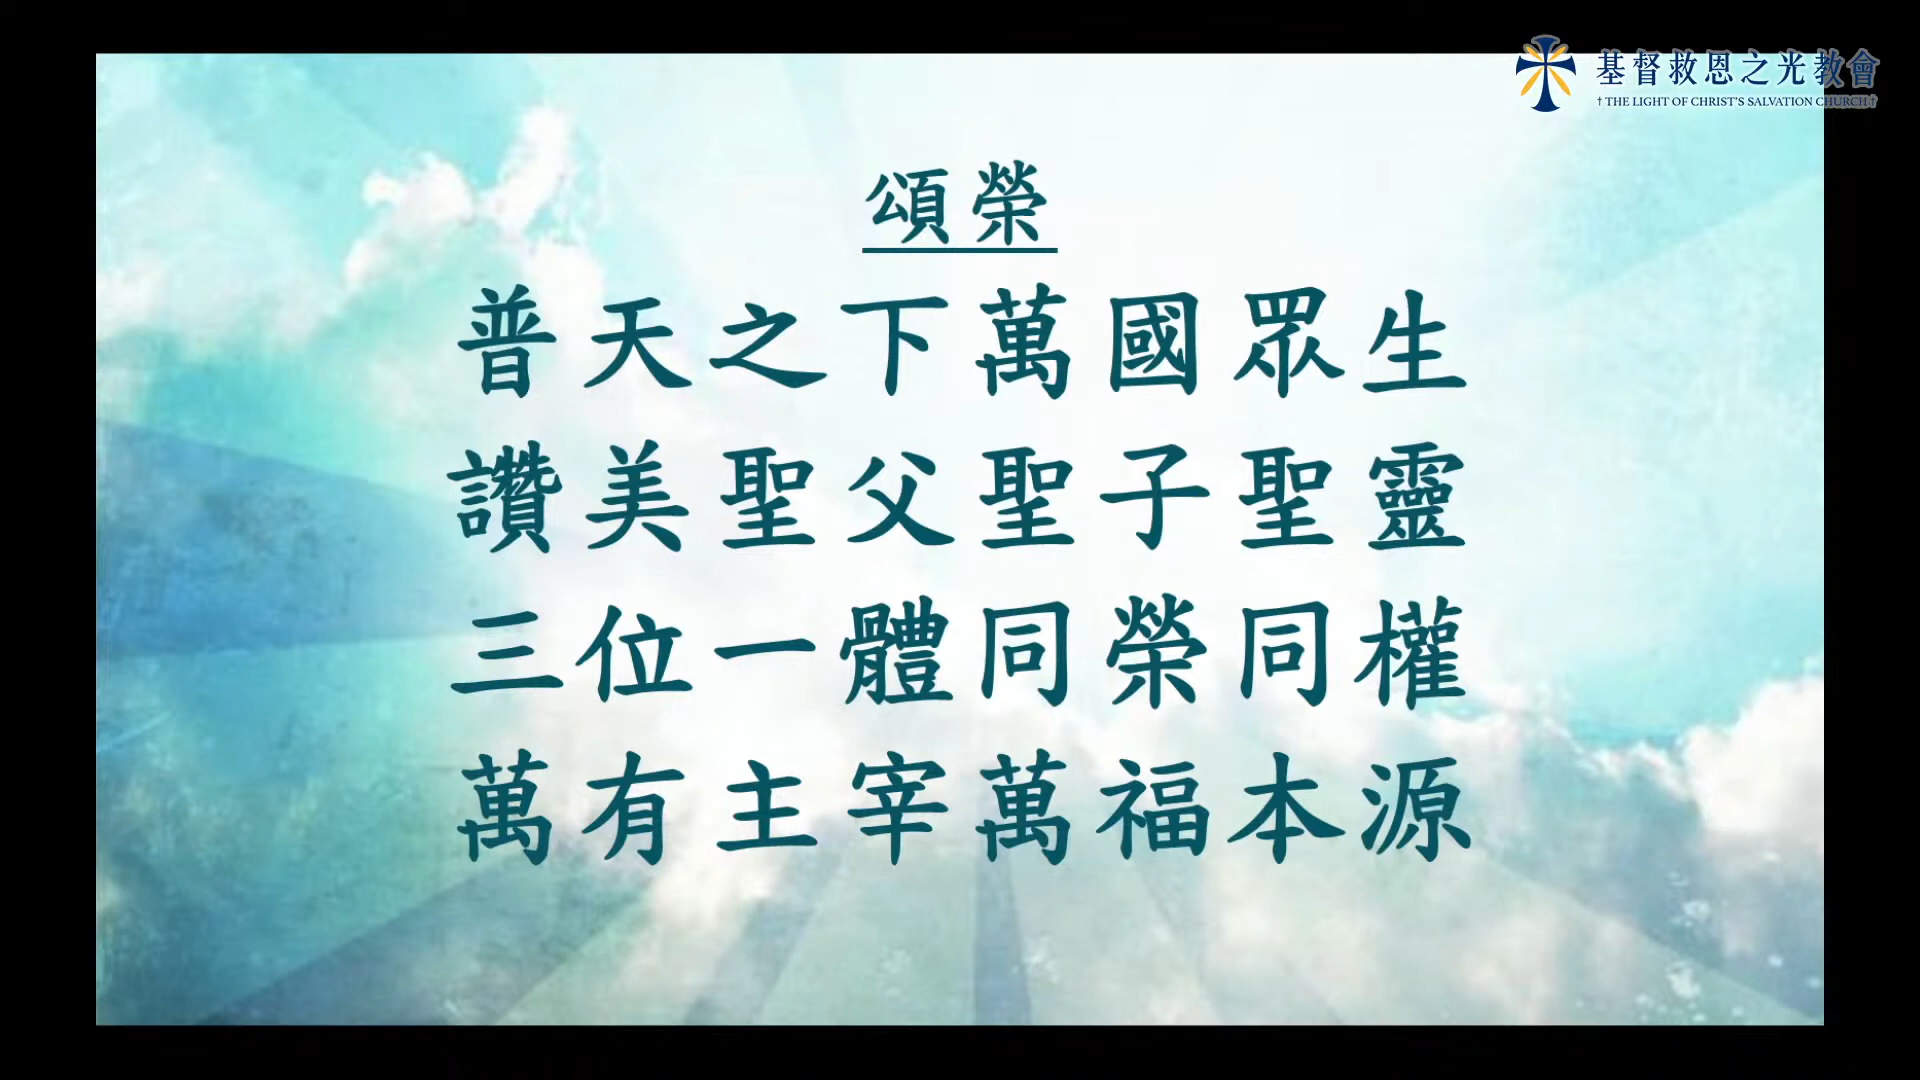 基督救恩之光教會
†THE LIGHT OF CHRIST'S SALVATION CHURCH†
頌榮
普天之下萬國眾生
讚美聖父聖子聖靈
三位一體同榮同權
萬有主宰萬福本源